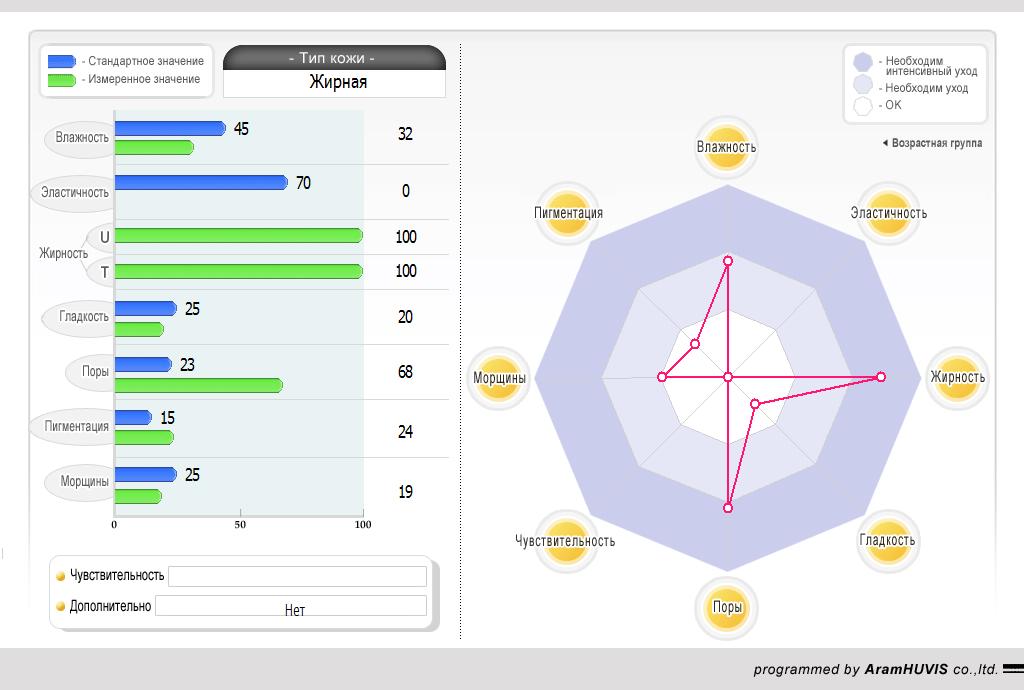 - Стандартное значение
- Измеренное значение
- Тип кожи -
Жирная
Влажность
45
32
Эластичность
70
0
Жирность
U
100
T
100
Гладкость
25
20
Поры
23
68
Пигментация
15
24
Морщины
25
19
0
50
100
Чувствительность
Дополнительно
Нет
- Необходим
интенсивный уход
- Необходим уход
- OK
Возрастная группа
Влажность
Пигментация
Эластичность
Морщины
Жирность
Чувствительность
Гладкость
Поры
programmed by AramHUVIS co.,ltd.